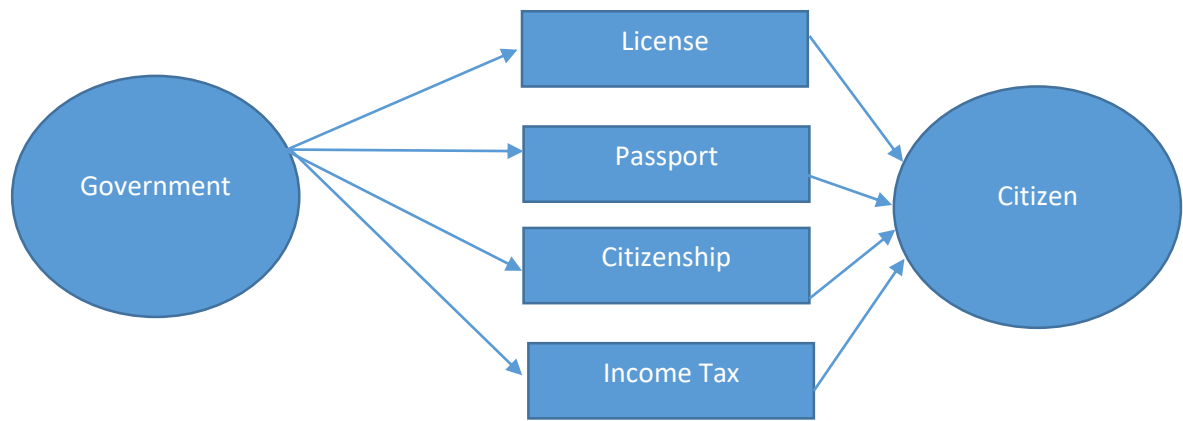 Government
License
Passport
Citizenship
Income Tax
Citizen